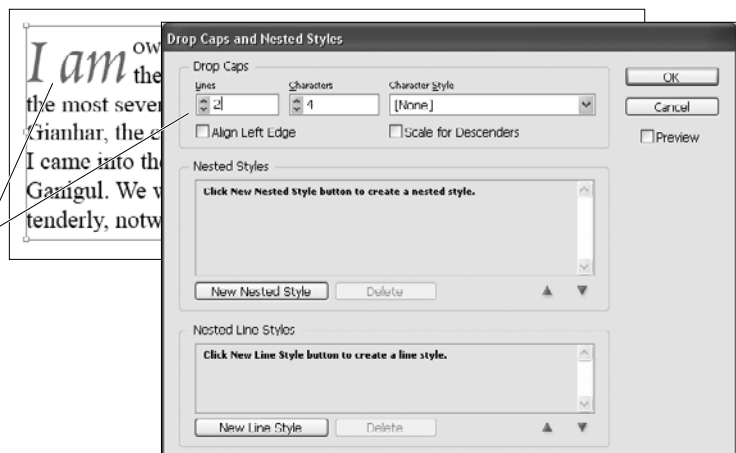 I am ow
the
the most sever
Gianhar, the e
I came into the
Ganigul. We w
tenderly, notw
Drop Caps and Nested Styles
Drop Caps
Lines Characters Character Style
2 4 [None]
Align Left Edge Scale for Descenders
OK
Cancel
Preview
Nested Styles
Click New Nested Style button to create a nested style.
New Nested Style Delete
Nested Line Styles
Click New Line Style button to create a line style.
New Line Style Delete